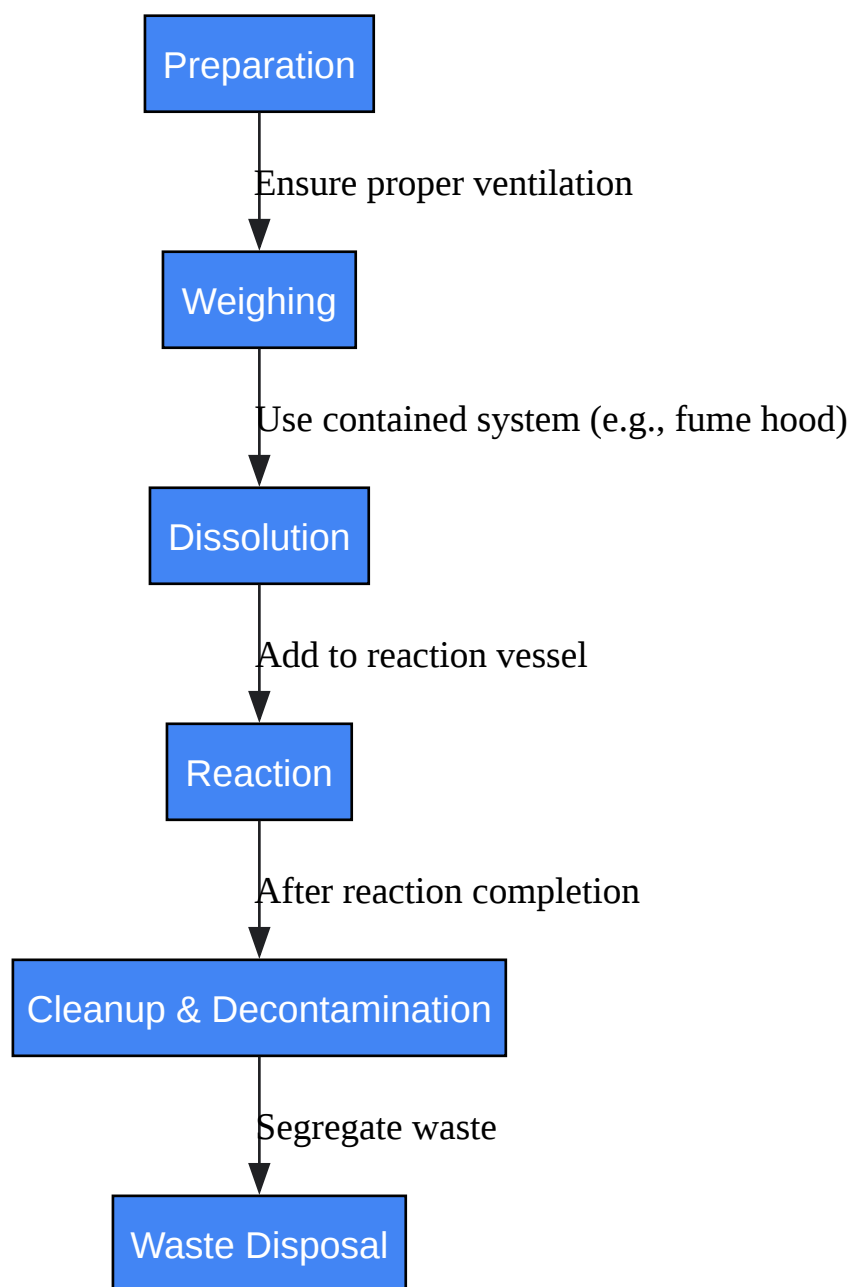 Preparation
Ensure proper ventilation
Weighing
Use contained system (e.g., fume hood)
Dissolution
Add to reaction vessel
Reaction
After reaction completion
Cleanup & Decontamination
Segregate waste
Waste Disposal